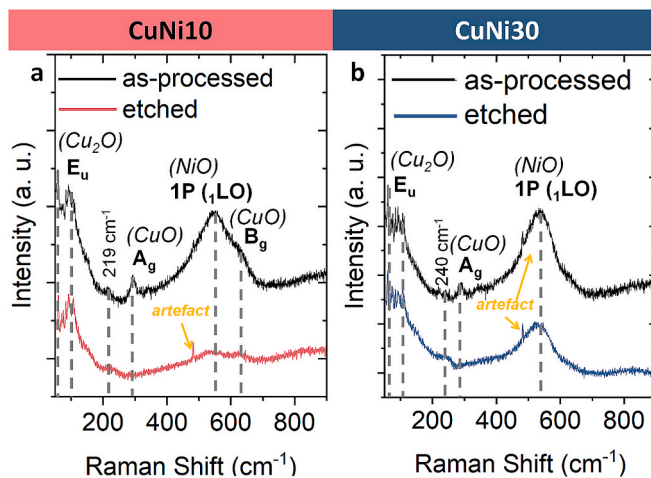 CuNi10
CuNi30
a
as-processed
etched
(Cu₂O)
Eu
219 cm⁻¹
(CuO)
Ag
(NiO)
1P (₁LO)
(CuO)
Bg
artefact
Intensity (a. u.)
200 400 600 800
Raman Shift (cm⁻¹)
b
as-processed
etched
(Cu₂O)
Eu
240 cm⁻¹
(CuO)
Ag
(NiO)
1P (₁LO)
artefact
Intensity (a. u.)
200 400 600 800
Raman Shift (cm⁻¹)